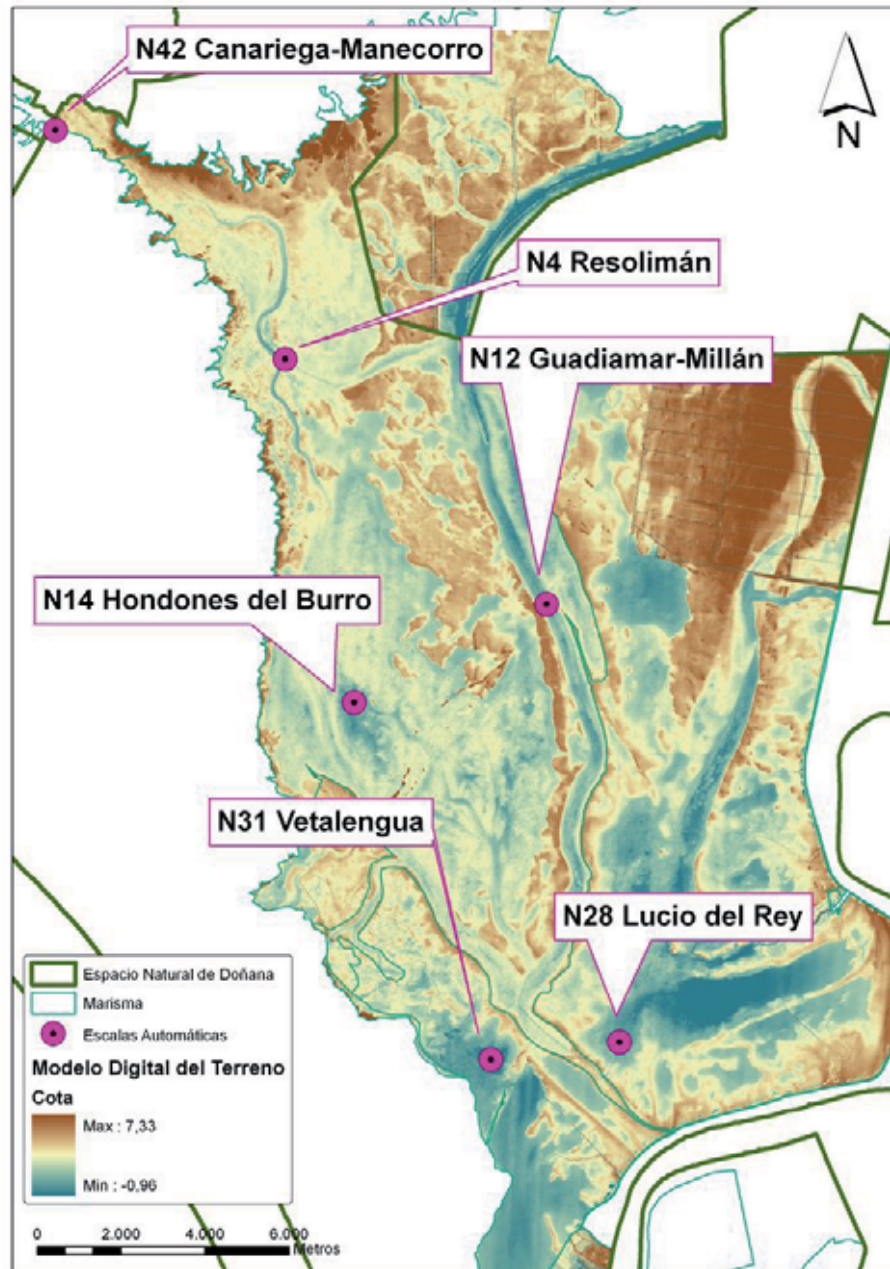 N42 Canariega-Manecorro
N
N4 Resolimán
N12 Guadiamar-Millán
N14 Hondones del Burro
N31 Vetalengua
N28 Lucio del Rey
Espacio Natural de Doñana
Marisma
Escalas Automáticas
Modelo Digital del Terreno
Cota
Max : 7,33
Min : -0,96
0 2.000 4.000 6.000
Metros